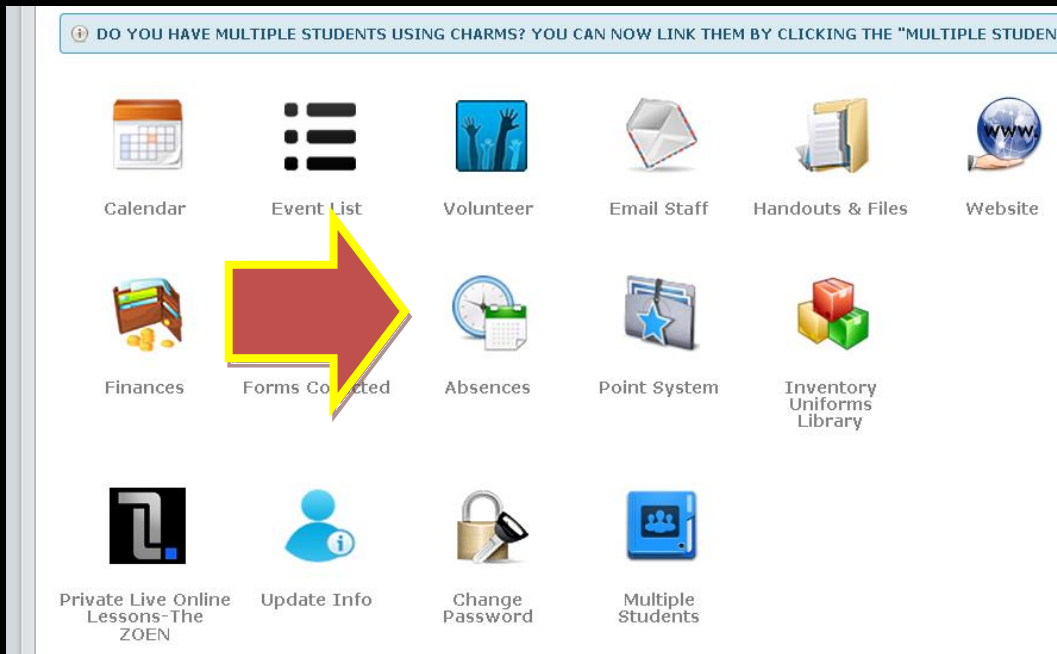 DO YOU HAVE MULTIPLE STUDENTS USING CHARMS? YOU CAN NOW LINK THEM BY CLICKING THE "MULTIPLE STUDEN
www.
Calendar
Event List
Volunteer
Email Staff
Handouts & Files
Website
Finances
Forms
Absences
Point System
Inventory
Uniforms
Library
Private Live Online
Lessons-The
ZOEN
Update Info
Change
Password
Multiple
Students